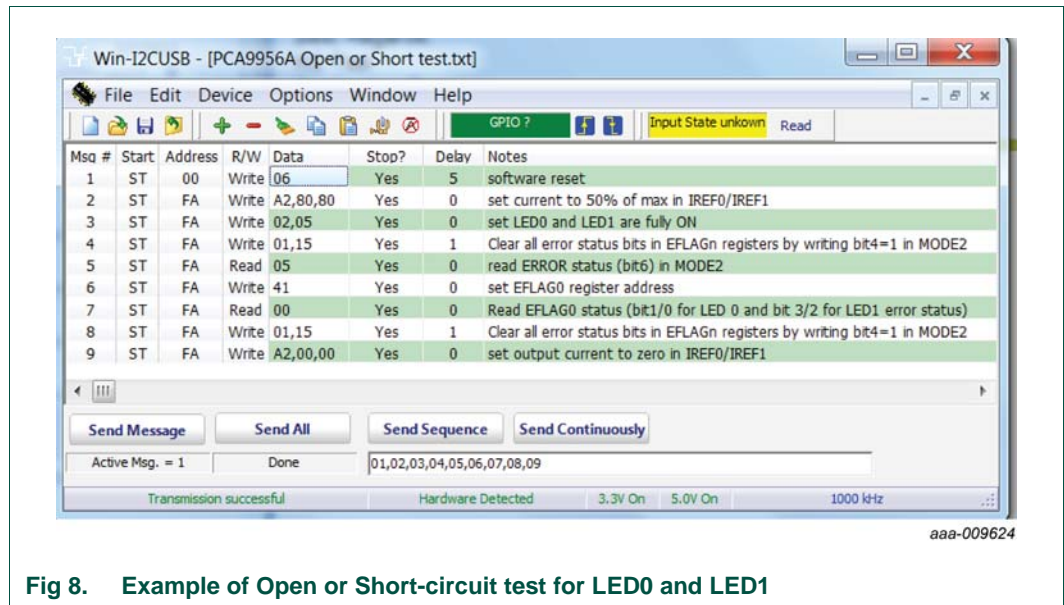 Win-I2CUSB - [PCA9956A Open or Short test.txt]
File Edit Device Options Window Help
GPIO ? Input State unkown Read
Msg # Start Address R/W Data Stop? Delay Notes
1 ST 00 Write 06 Yes 5 software reset
2 ST FA Write A2,80,80 Yes 0 set current to 50% of max in IREF0/IREF1
3 ST FA Write 02,05 Yes 0 set LED0 and LED1 are fully ON
4 ST FA Write 01,15 Yes 1 Clear all error status bits in EFLAGn registers by writing bit4=1 in MODE2
5 ST FA Read 05 Yes 0 read ERROR status (bit6) in MODE2
6 ST FA Write 41 Yes 0 set EFLAG0 register address
7 ST FA Read 00 Yes 0 Read EFLAG0 status (bit1/0 for LED 0 and bit 3/2 for LED1 error status)
8 ST FA Write 01,15 Yes 1 Clear all error status bits in EFLAGn registers by writing bit4=1 in MODE2
9 ST FA Write A2,00,00 Yes 0 set output current to zero in IREF0/IREF1
Send Message Send All Send Sequence Send Continuously
Active Msg. = 1 Done 01,02,03,04,05,06,07,08,09
Transmission successful Hardware Detected 3.3V On 5.0V On 1000 kHz
aaa-009624
Fig 8. Example of Open or Short-circuit test for LED0 and LED1